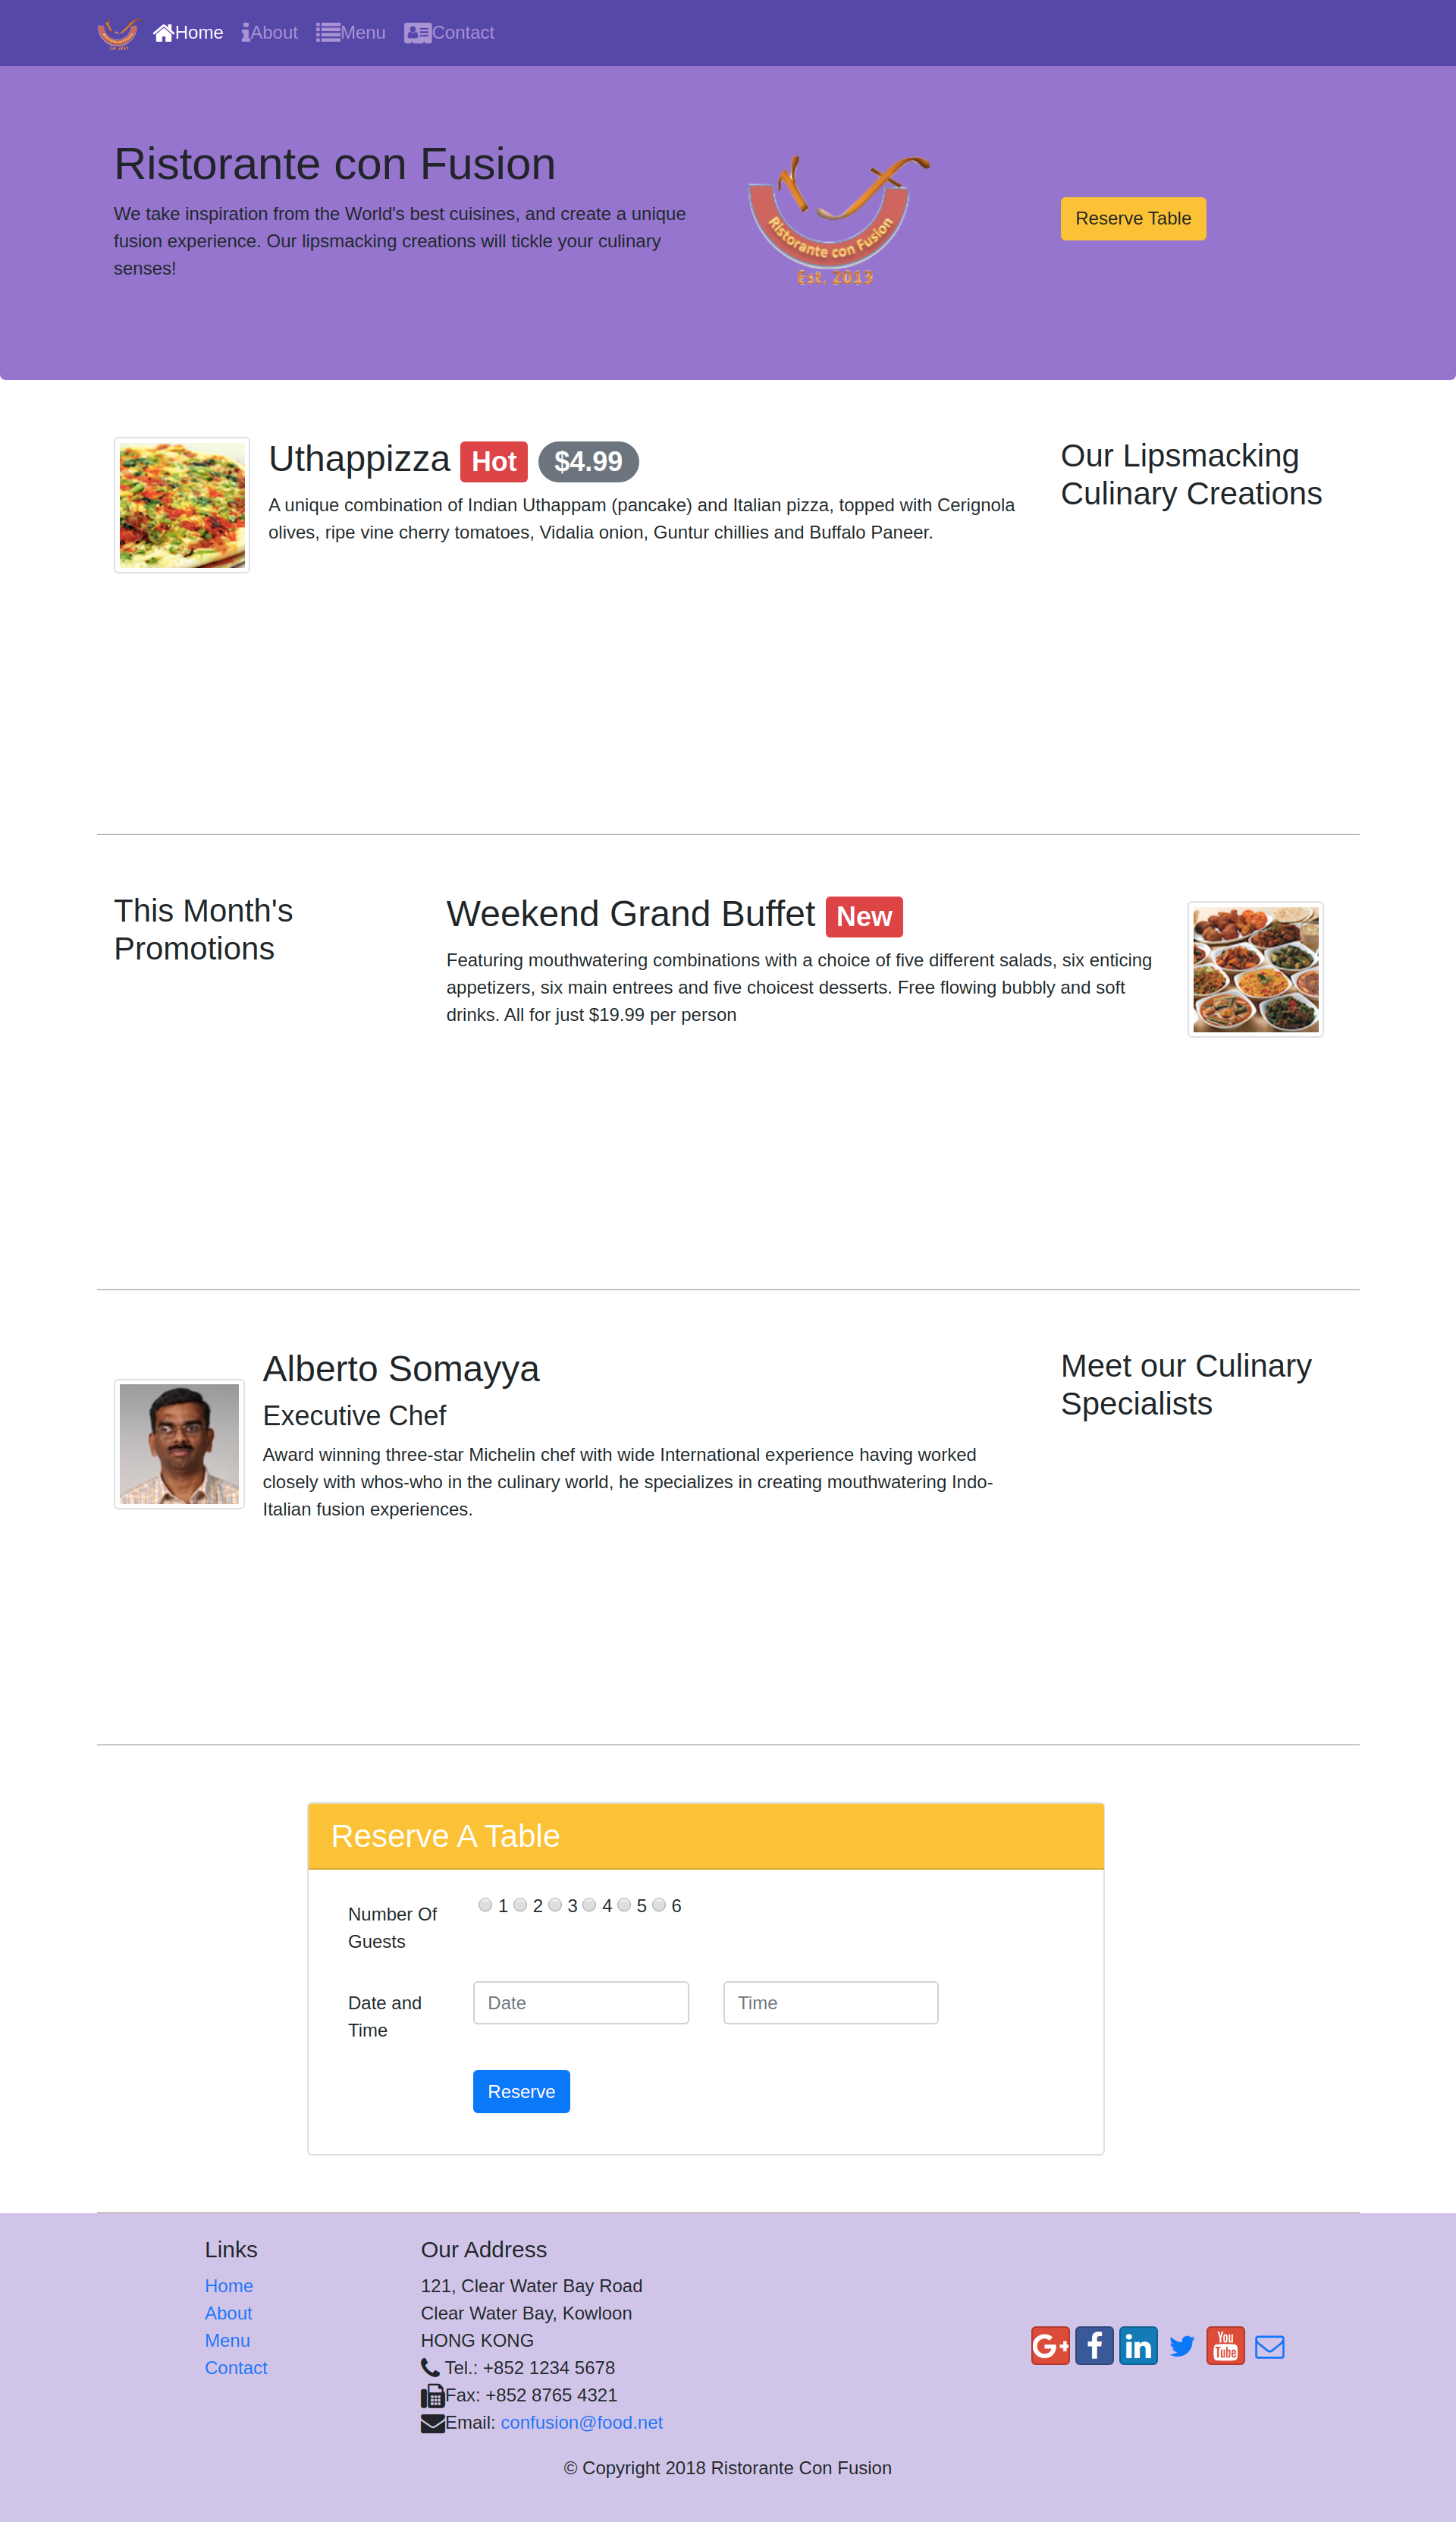 Home About Menu Contact
Ristorante con Fusion
We take inspiration from the World's best cuisines, and create a unique
fusion experience. Our lipsmacking creations will tickle your culinary
senses!
Ristorante con Fusion
Est. 2013
Reserve Table
Uthappizza Hot $4.99
A unique combination of Indian Uthappam (pancake) and Italian pizza, topped with Cerignola
olives, ripe vine cherry tomatoes, Vidalia onion, Guntur chillies and Buffalo Paneer.
Our Lipsmacking
Culinary Creations
This Month's
Promotions
Weekend Grand Buffet New
Featuring mouthwatering combinations with a choice of five different salads, six enticing
appetizers, six main entrees and five choicest desserts. Free flowing bubbly and soft
drinks. All for just $19.99 per person
Alberto Somayya
Executive Chef
Award winning three-star Michelin chef with wide International experience having worked
closely with whos-who in the culinary world, he specializes in creating mouthwatering Indo-
Italian fusion experiences.
Meet our Culinary
Specialists
Reserve A Table
Number Of
Guests
1 2 3 4 5 6
Date and
Time
Date
Time
Reserve
Links
Home
About
Menu
Contact
Our Address
121, Clear Water Bay Road
Clear Water Bay, Kowloon
HONG KONG
Tel.: +852 1234 5678
Fax: +852 8765 4321
Email: confusion@food.net
G+ f in You Tube
© Copyright 2018 Ristorante Con Fusion